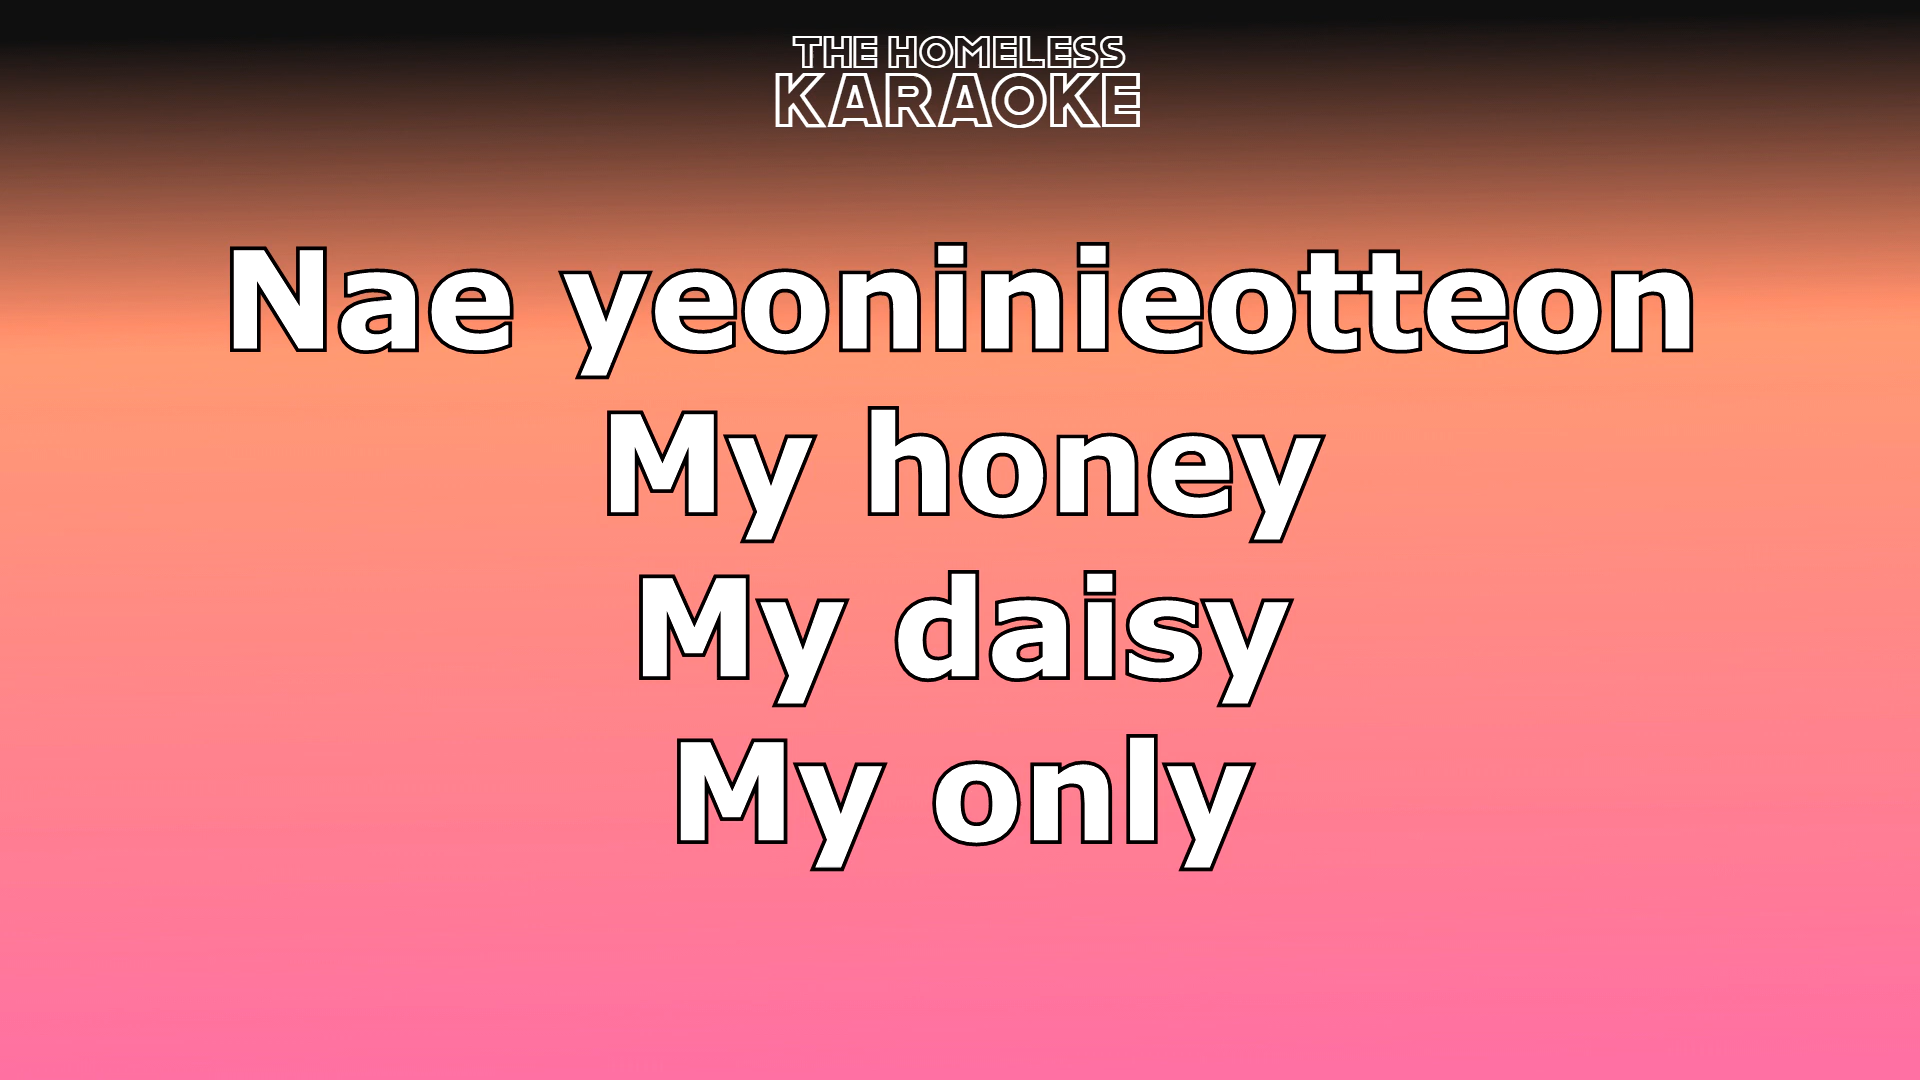 THE HOMELESS
KARAOKE
Nae yeoninieotteon
My honey
My daisy
My only